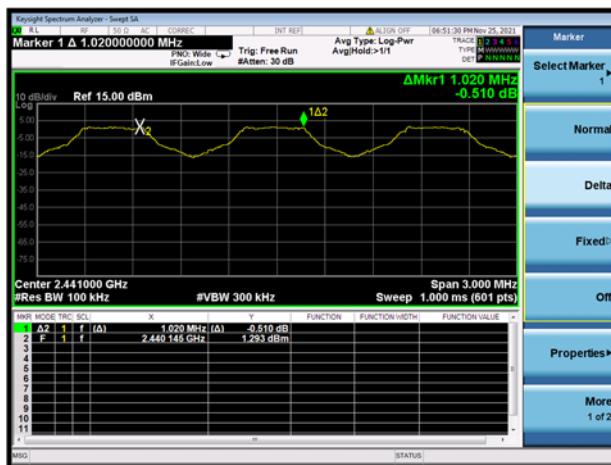 Keysight Spectrum Analyzer - Swept SA
RL RF 50 Ω AC CORREC INT REF ALIGN OFF 06:51:30 PM Nov 25, 2021
Marker 1 Δ 1.020000000 MHz
PNO: Wide
IFGain:Low
Trig: Free Run
#Atten: 30 dB
Avg Type: Log-Pwr
Avg|Hold:>1/1
TRACE 1 2 3 4 5 6
TYPE M WWWWW
DET P NNNNN
ΔMkr1 1.020 MHz
-0.510 dB
10 dB/div Ref 15.00 dBm
Log
5.00
-5.00
-15.0
-25.0
-35.0
-45.0
-55.0
-65.0
-75.0
X2
1Δ2
Center 2.441000 GHz Span 3.000 MHz
#Res BW 100 kHz #VBW 300 kHz Sweep 1.000 ms (601 pts)
MKR MODE TRC SCL X Y FUNCTION FUNCTION WIDTH FUNCTION VALUE
1 Δ2 1 f (Δ) 1.020 MHz (Δ) -0.510 dB
2 F 1 f 2.440 145 GHz 1.293 dBm
3
4
5
6
7
8
9
10
11
MSG STATUS
Marker
Select Marker
1
Normal
Delta
Fixed
Off
Properties
More
1 of 2